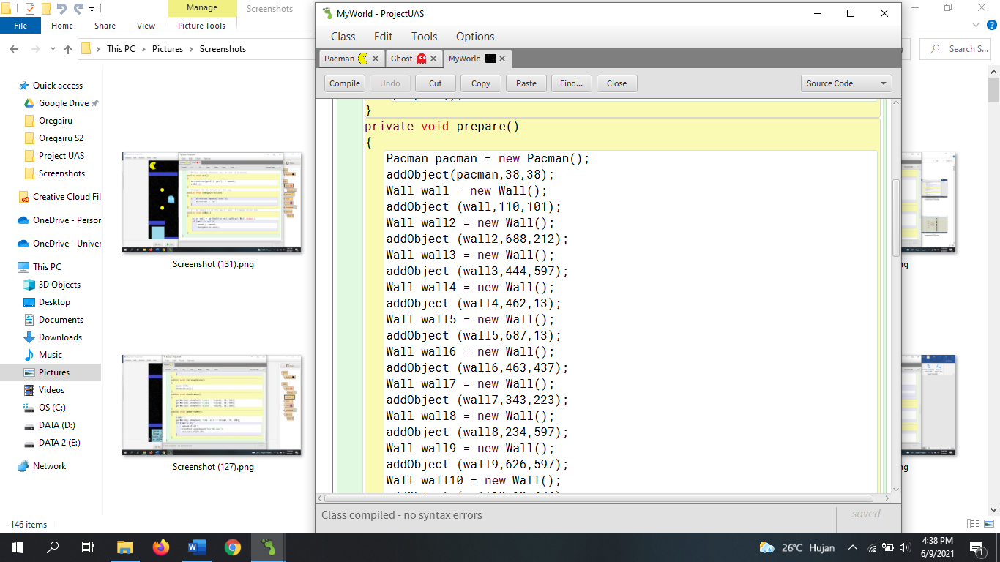 Manage
Screenshots
File
Home
Share
View
Picture Tools
This PC
Pictures
Screenshots
Search S...
Quick access
Google Drive
Oregairu
Oregairu S2
Project UAS
Screenshots
Creative Cloud Fil
OneDrive - Person
OneDrive - Univer
This PC
3D Objects
Desktop
Documents
Downloads
Music
Pictures
Videos
OS (C:)
DATA (D:)
DATA 2 (E:)
Network
146 items
Screenshot (131).png
Screenshot (127).png
ng
ng
MyWorld - ProjectUAS
Class Edit Tools Options
Pacman
Ghost
MyWorld
Compile Undo Cut Copy Paste Find... Close
Source Code
}
private void prepare()
{
Pacman pacman = new Pacman();
addObject(pacman,38,38);
Wall wall = new Wall();
addObject (wall,110,101);
Wall wall2 = new Wall();
addObject (wall2,688,212);
Wall wall3 = new Wall();
addObject (wall3,444,597);
Wall wall4 = new Wall();
addObject (wall4,462,13);
Wall wall5 = new Wall();
addObject (wall5,687,13);
Wall wall6 = new Wall();
addObject (wall6,463,437);
Wall wall7 = new Wall();
addObject (wall7,343,223);
Wall wall8 = new Wall();
addObject (wall8,234,597);
Wall wall9 = new Wall();
addObject (wall9,626,597);
Wall wall10 = new Wall();
Class compiled - no syntax errors
saved
26°C Hujan
4:38 PM
6/9/2021
1